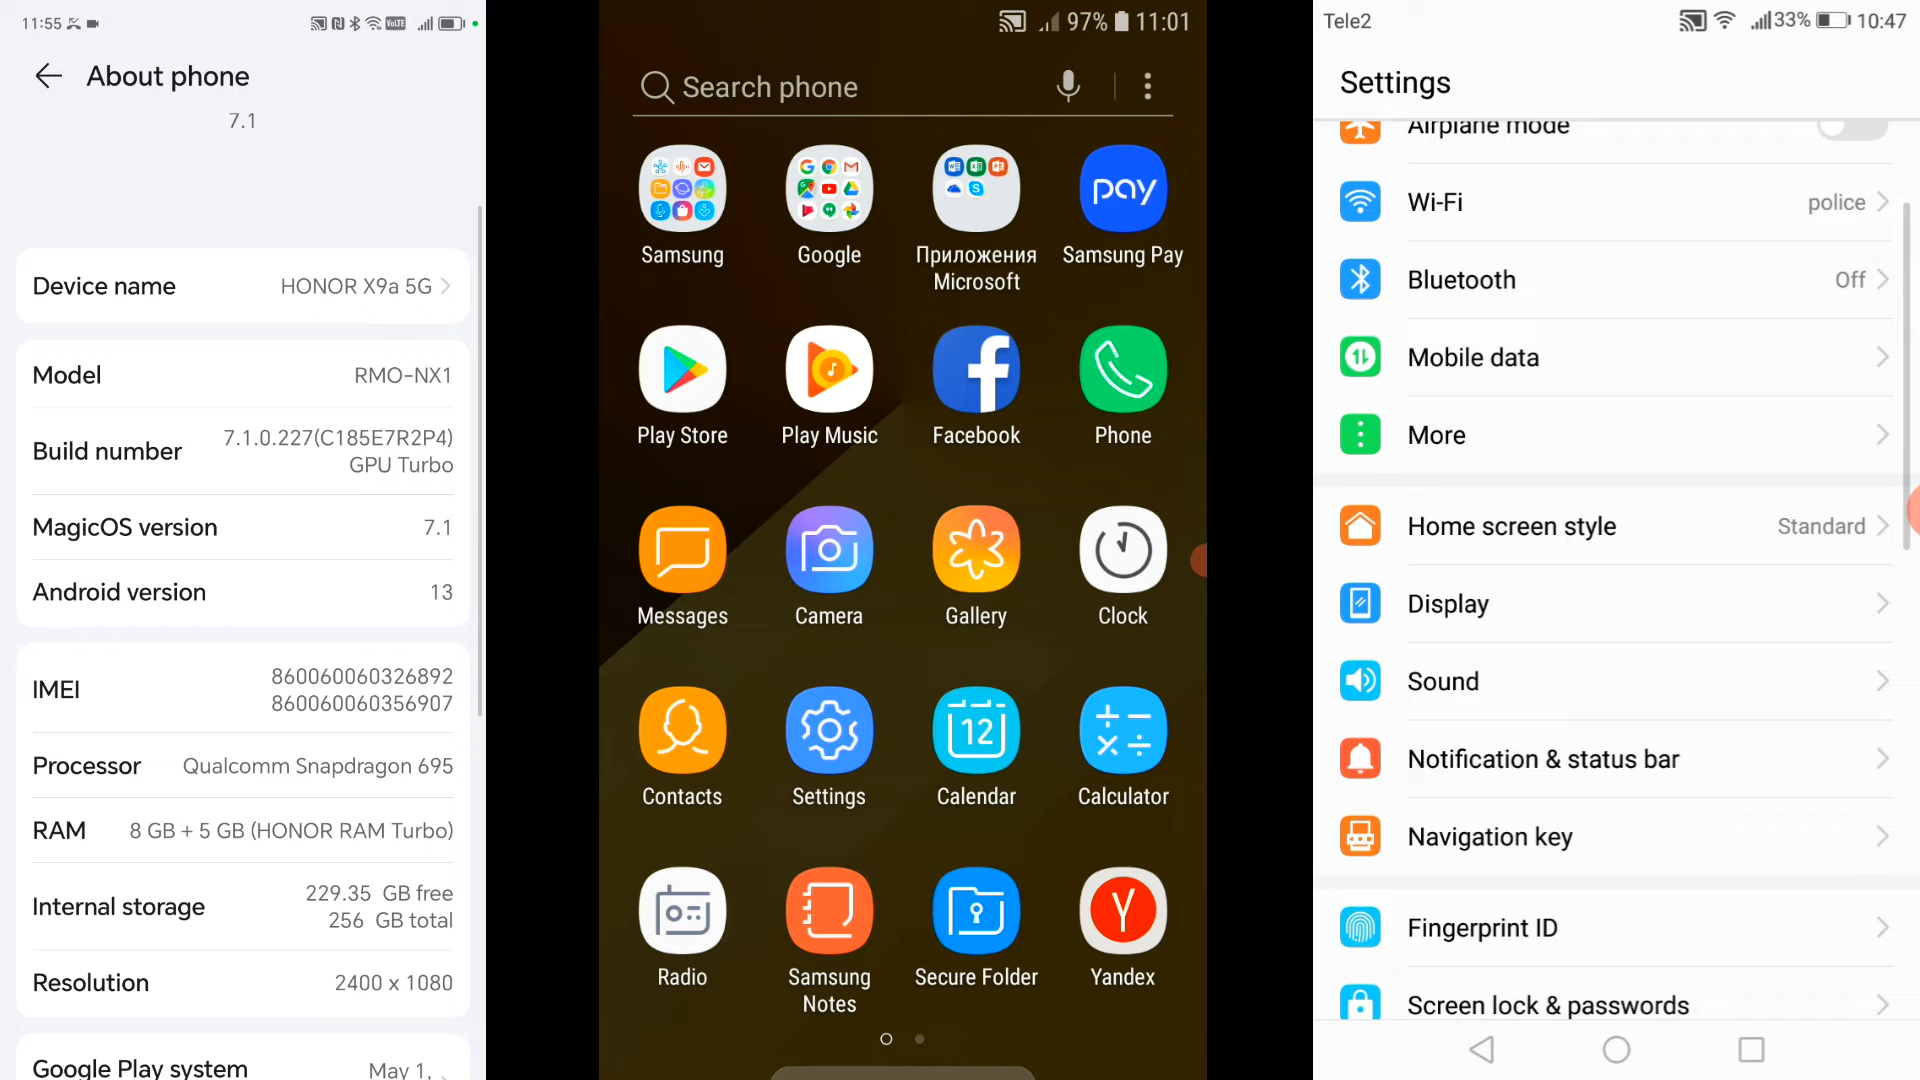 11:55
VoLTE
About phone
7.1
Device name
HONOR X9a 5G
Model
RMO-NX1
Build number
7.1.0.227(C185E7R2P4)
GPU Turbo
MagicOS version
7.1
Android version
13
IMEI
860060060326892
860060060356907
Processor
Qualcomm Snapdragon 695
RAM
8 GB + 5 GB (HONOR RAM Turbo)
Internal storage
229.35 GB free
256 GB total
Resolution
2400 x 1080
Google Play system
May 1,
97% 11:01
Search phone
pay
Samsung
Google
Приложения
Microsoft
Samsung Pay
Play Store
Play Music
Facebook
Phone
Messages
Camera
Gallery
Clock
12
Contacts
Settings
Calendar
Calculator
Radio
Samsung
Notes
Secure Folder
Yandex
Tele2
33% 10:47
Settings
Airplane mode
Wi-Fi
police
Bluetooth
Off
Mobile data
More
Home screen style
Standard
Display
Sound
Notification & status bar
Navigation key
Fingerprint ID
Screen lock & passwords